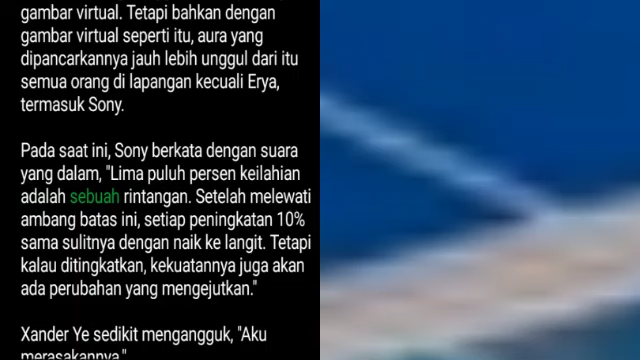 gambar virtual. Tetapi bahkan dengan
gambar virtual seperti itu, aura yang
dipancarkannya jauh lebih unggul dari itu
semua orang di lapangan kecuali Erya,
termasuk Sony.
Pada saat ini, Sony berkata dengan suara
yang dalam, "Lima puluh persen keilahian
adalah sebuah rintangan. Setelah melewati
ambang batas ini, setiap peningkatan 10%
sama sulitnya dengan naik ke langit. Tetapi
kalau ditingkatkan, kekuatannya juga akan
ada perubahan yang mengejutkan."
Xander Ye sedikit mengangguk, "Aku
merasakannya."